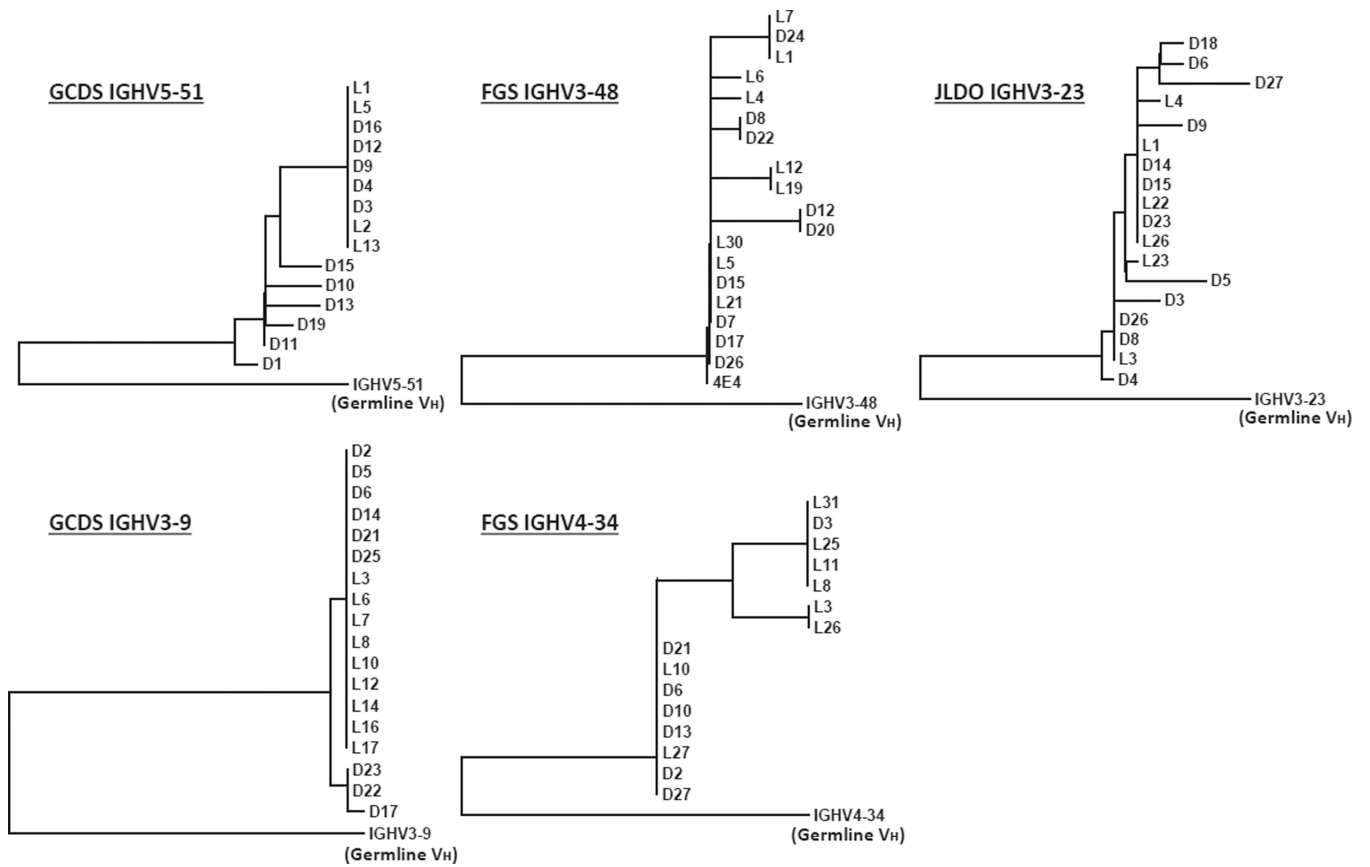 GCDS IGHV5-51
L1
L5
D16
D12
D9
D4
D3
L2
L13
D15
D10
D13
D19
D11
D1
IGHV5-51
(Germline VH)
FGS IGHV3-48
L7
D24
L1
L6
L4
D8
D22
L12
L19
D12
D20
L30
L5
D15
L21
D7
D17
D26
4E4
IGHV3-48
(Germline VH)
JLDO IGHV3-23
D18
D6
D27
L4
D9
L1
D14
D15
L22
D23
L26
L23
D5
D3
D26
D8
L3
D4
IGHV3-23
(Germline VH)
GCDS IGHV3-9
D2
D5
D6
D14
D21
D25
L3
L6
L7
L8
L10
L12
L14
L16
L17
D23
D22
D17
IGHV3-9
(Germline VH)
FGS IGHV4-34
L31
D3
L25
L11
L8
L3
L26
D21
L10
D6
D10
D13
L27
D2
D27
IGHV4-34
(Germline VH)